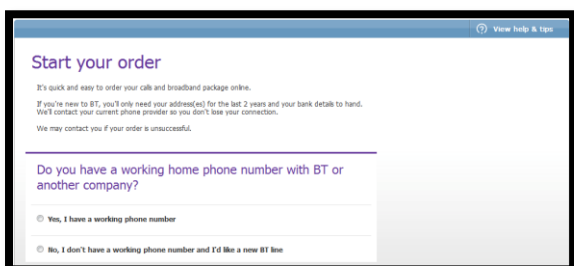 View help & tips
Start your order
It's quick and easy to order your calls and broadband package online.
If you're new to BT, you'll only need your address(es) for the last 2 years and your bank details to hand.
We'll contact your current phone provider so you don't lose your connection.
We may contact you if your order is unsuccessful.
Do you have a working home phone number with BT or
another company?
Yes, I have a working phone number
No, I don't have a working phone number and I'd like a new BT line